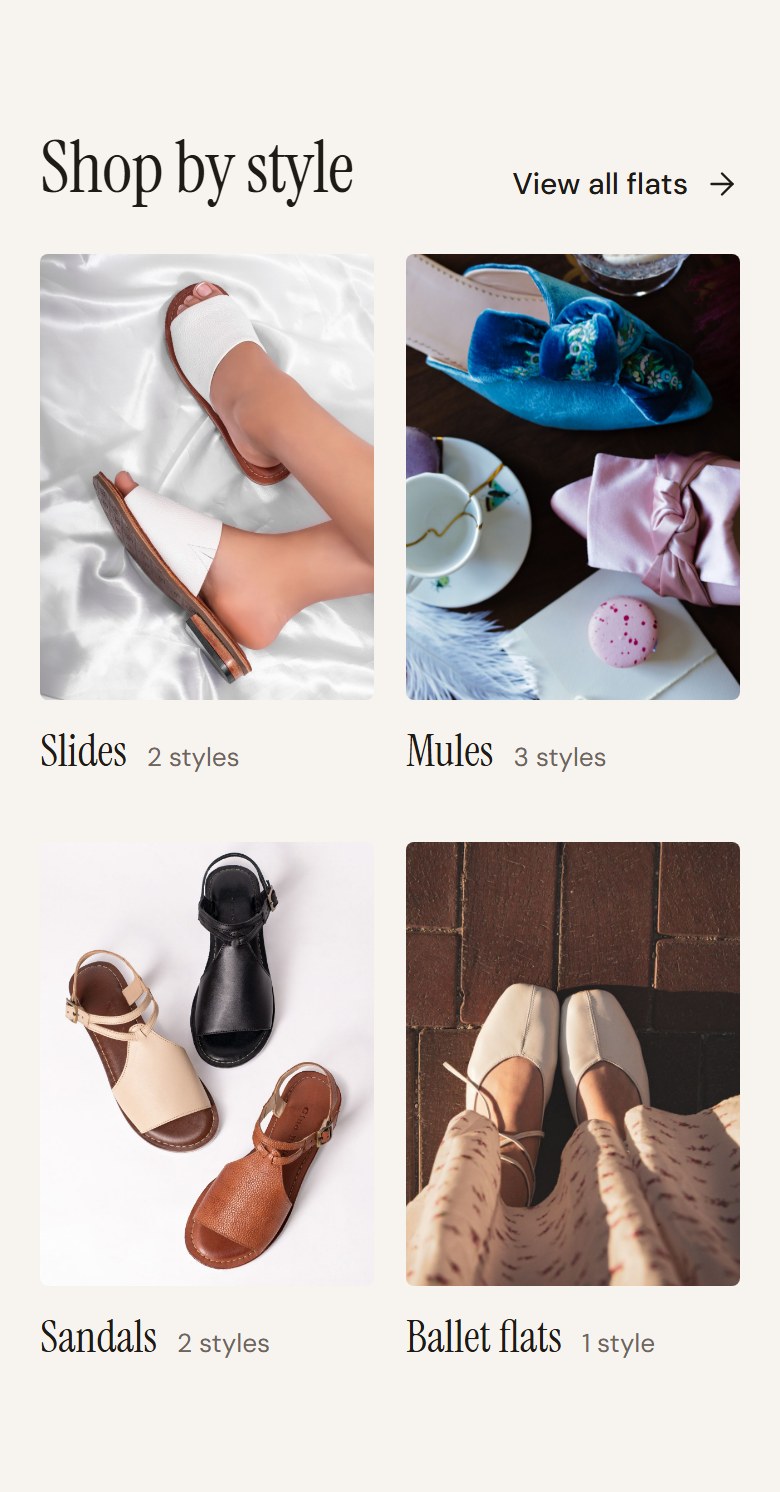 Shop by style
View all flats →
Slides 2 styles
Mules 3 styles
Sandals 2 styles
Ballet flats 1 style